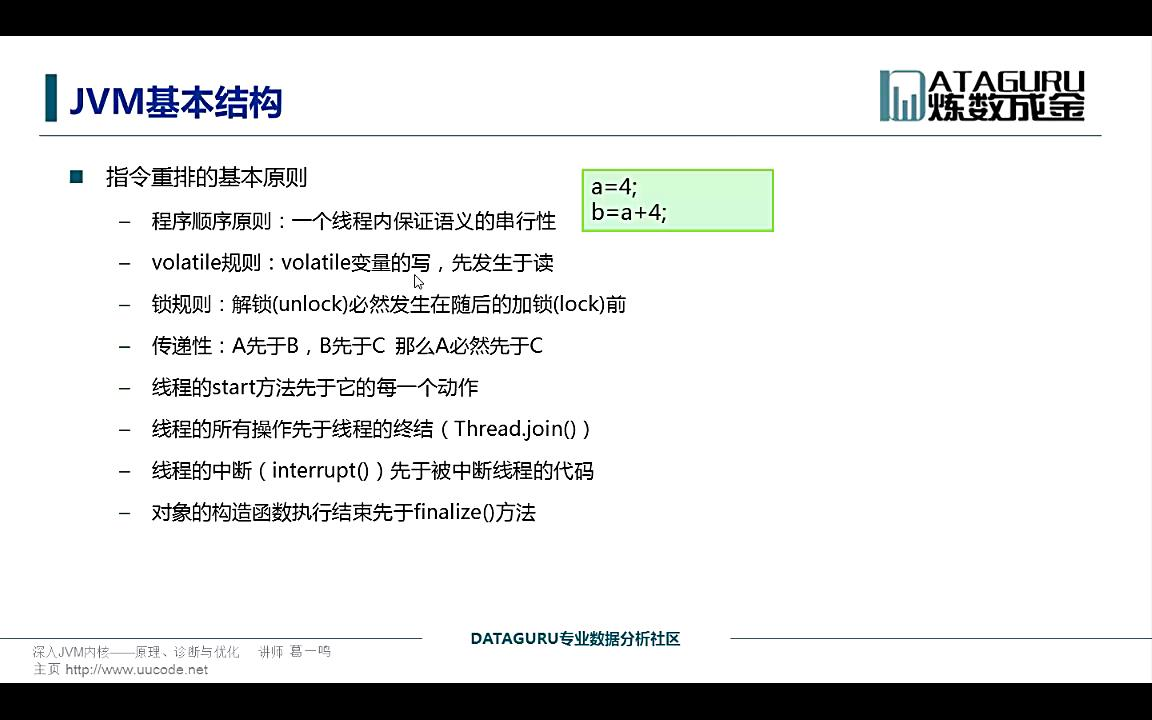 JVM基本结构
ATAGURU
炼数成金
指令重排的基本原则
– 程序顺序原则：一个线程内保证语义的串行性
a=4;
b=a+4;
– volatile规则：volatile变量的写，先发生于读
– 锁规则：解锁(unlock)必然发生在随后的加锁(lock)前
– 传递性：A先于B，B先于C 那么A必然先于C
– 线程的start方法先于它的每一个动作
– 线程的所有操作先于线程的终结（Thread.join()）
– 线程的中断（interrupt()）先于被中断线程的代码
– 对象的构造函数执行结束先于finalize()方法
DATAGURU专业数据分析社区
深入JVM内核——原理、诊断与优化 讲师 葛一鸣
主页 http://www.uucode.net